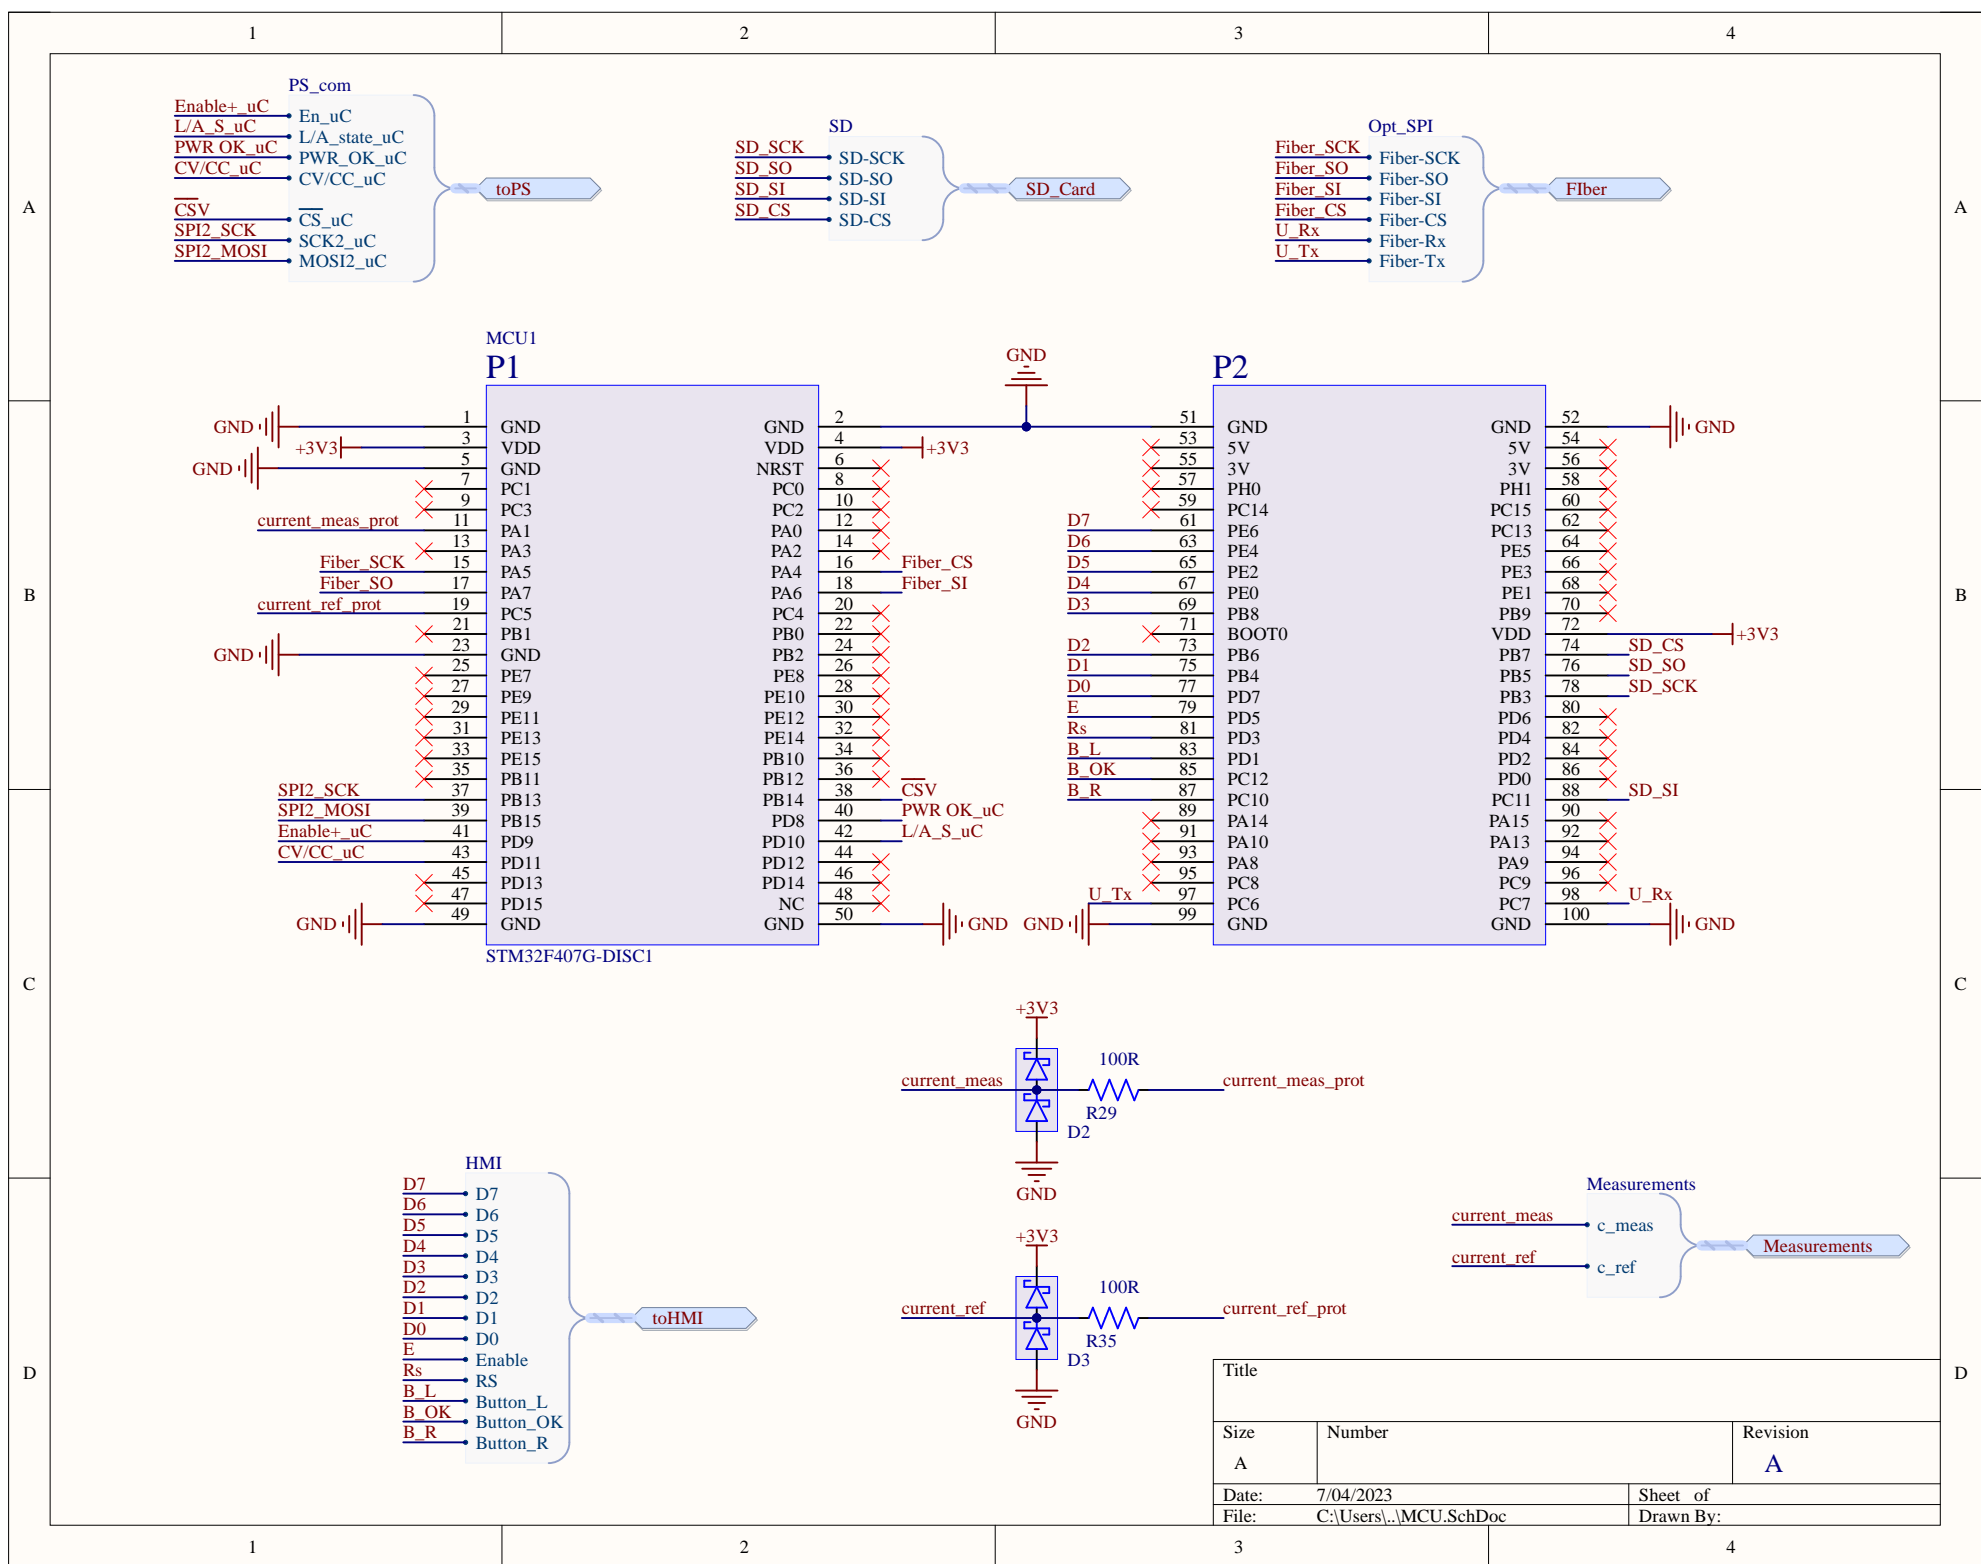 1 2 3 4
A A
B B
C C
D D
1 2 3 4
PS_com
Enable+_uC En_uC
L/A_S_uC L/A_state_uC
PWR OK_uC PWR_OK_uC
CV/CC_uC CV/CC_uC
CSV CS_uC
SPI2_SCK SCK2_uC
SPI2_MOSI MOSI2_uC
toPS
SD
SD_SCK SD-SCK
SD_SO SD-SO
SD_SI SD-SI
SD_CS SD-CS
SD_Card
Opt_SPI
Fiber_SCK Fiber-SCK
Fiber_SO Fiber-SO
Fiber_SI Fiber-SI
Fiber_CS Fiber-CS
U_Rx Fiber-Rx
U_Tx Fiber-Tx
FIber
MCU1
P1
GND 1 GND GND 2
+3V3 3 VDD VDD 4 +3V3
GND 5 GND NRST 6
7 PC1 PC0 8
9 PC3 PC2 10
current_meas_prot 11 PA1 PA0 12
13 PA3 PA2 14
Fiber_SCK 15 PA5 PA4 16 Fiber_CS
Fiber_SO 17 PA7 PA6 18 Fiber_SI
current_ref_prot 19 PC5 PC4 20
21 PB1 PB0 22
GND 23 GND PB2 24
25 PE7 PE8 26
27 PE9 PE10 28
29 PE11 PE12 30
31 PE13 PE14 32
33 PE15 PB10 34
35 PB11 PB12 36
SPI2_SCK 37 PB13 PB14 38 CSV
SPI2_MOSI 39 PB15 PD8 40 PWR OK_uC
Enable+_uC 41 PD9 PD10 42 L/A_S_uC
CV/CC_uC 43 PD11 PD12 44
45 PD13 PD14 46
47 PD15 NC 48
GND 49 GND GND 50 GND
STM32F407G-DISC1
GND
P2
51 GND GND 52 GND
53 5V 5V 54
55 3V 3V 56
57 PH0 PH1 58
59 PC14 PC15 60
D7 61 PE6 PC13 62
D6 63 PE4 PE5 64
D5 65 PE2 PE3 66
D4 67 PE0 PE1 68
D3 69 PB8 PB9 70
71 BOOT0 VDD 72 +3V3
D2 73 PB6 PB7 74 SD_CS
D1 75 PB4 PB5 76 SD_SO
D0 77 PD7 PB3 78 SD_SCK
E 79 PD5 PD6 80
Rs 81 PD3 PD4 82
B_L 83 PD1 PD2 84
B_OK 85 PC12 PD0 86
B_R 87 PC10 PC11 88 SD_SI
89 PA14 PA15 90
91 PA10 PA13 92
93 PA8 PA9 94
95 PC8 PC9 96
U_Tx 97 PC6 PC7 98 U_Rx
GND 99 GND GND 100 GND
+3V3
100R
current_meas current_meas_prot
R29
D2
GND
+3V3
100R
current_ref current_ref_prot
R35
D3
GND
HMI
D7 D7
D6 D6
D5 D5
D4 D4
D3 D3
D2 D2
D1 D1
D0 D0
E Enable
Rs RS
B_L Button_L
B_OK Button_OK
B_R Button_R
toHMI
Measurements
current_meas c_meas
current_ref c_ref
Measurements
Title
Size Number Revision
A A
Date: 7/04/2023 Sheet of
File: C:\Users\..\MCU.SchDoc Drawn By: